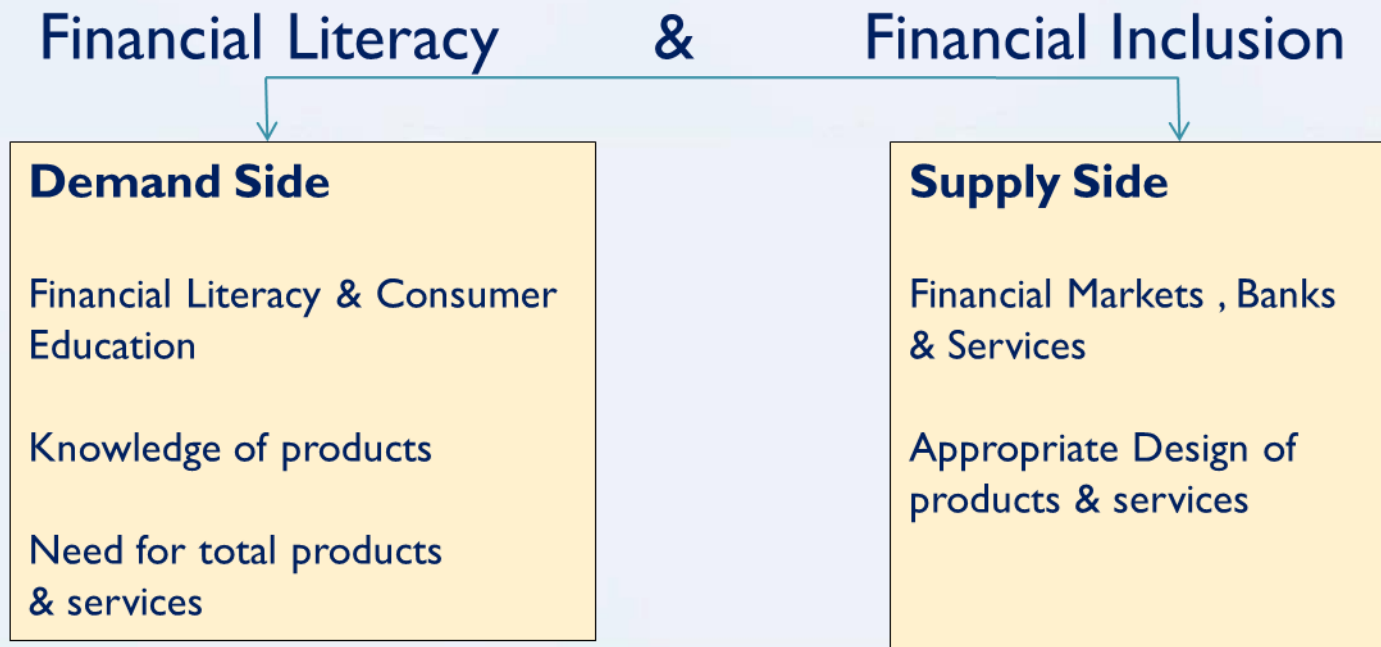 Financial Literacy & Financial Inclusion
Demand Side
Financial Literacy & Consumer
Education
Knowledge of products
Need for total products
& services
Supply Side
Financial Markets , Banks
& Services
Appropriate Design of
products & services